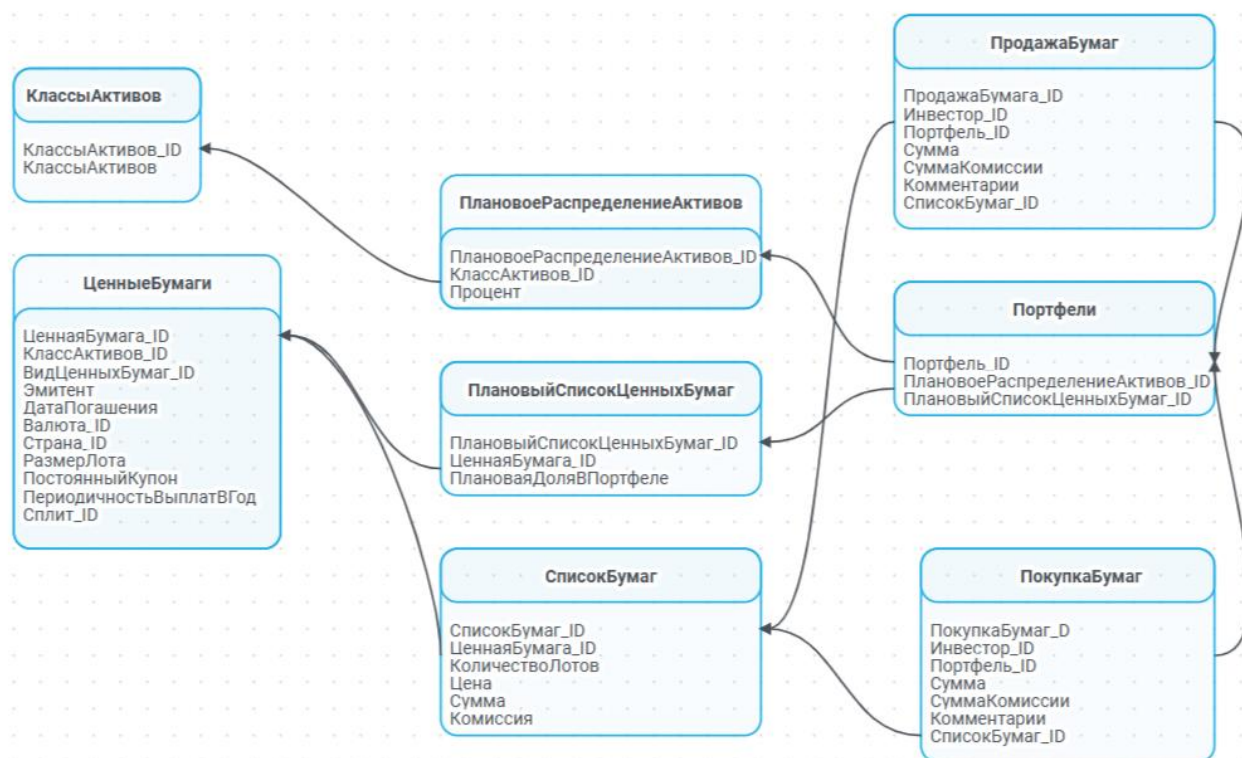 КлассыАктивов
КлассыАктивов_ID
КлассыАктивов
ЦенныеБумаги
ЦеннаяБумага_ID
КлассАктивов_ID
ВидЦенныхБумаг_ID
Эмитент
ДатаПогашения
Валюта_ID
Страна_ID
РазмерЛота
ПостоянныйКупон
ПериодичностьВыплатВГод
Сплит_ID
ПлановоеРаспределениеАктивов
ПлановоеРаспределениеАктивов_ID
КлассАктивов_ID
Процент
ПлановыйСписокЦенныхБумаг
ПлановыйСписокЦенныхБумаг_ID
ЦеннаяБумага_ID
ПлановаяДоляВПортфеле
СписокБумаг
СписокБумаг_ID
ЦеннаяБумага_ID
КоличествоЛотов
Цена
Сумма
Комиссия
ПродажаБумаг
ПродажаБумага_ID
Инвестор_ID
Портфель_ID
Сумма
СуммаКомиссии
Комментарии
СписокБумаг_ID
Портфели
Портфель_ID
ПлановоеРаспределениеАктивов_ID
ПлановыйСписокЦенныхБумаг_ID
ПокупкаБумаг
ПокупкаБумаг_D
Инвестор_ID
Портфель_ID
Сумма
СуммаКомиссии
Комментарии
СписокБумаг_ID